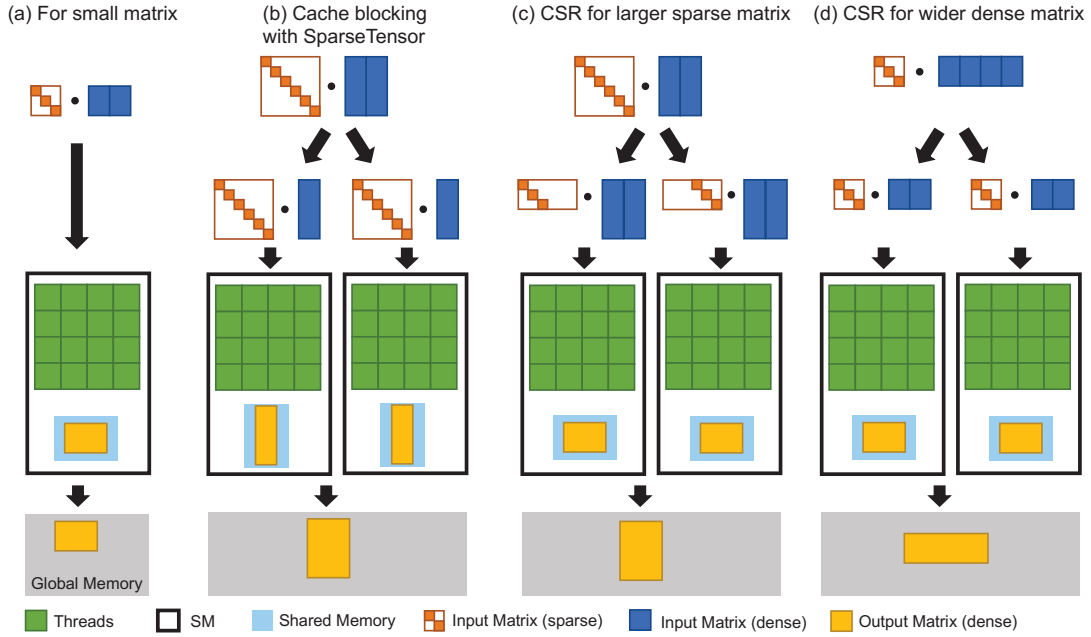 (a) For small matrix
(b) Cache blocking
with SparseTensor
(c) CSR for larger sparse matrix
(d) CSR for wider dense matrix
Global Memory
Threads
SM
Shared Memory
Input Matrix (sparse)
Input Matrix (dense)
Output Matrix (dense)